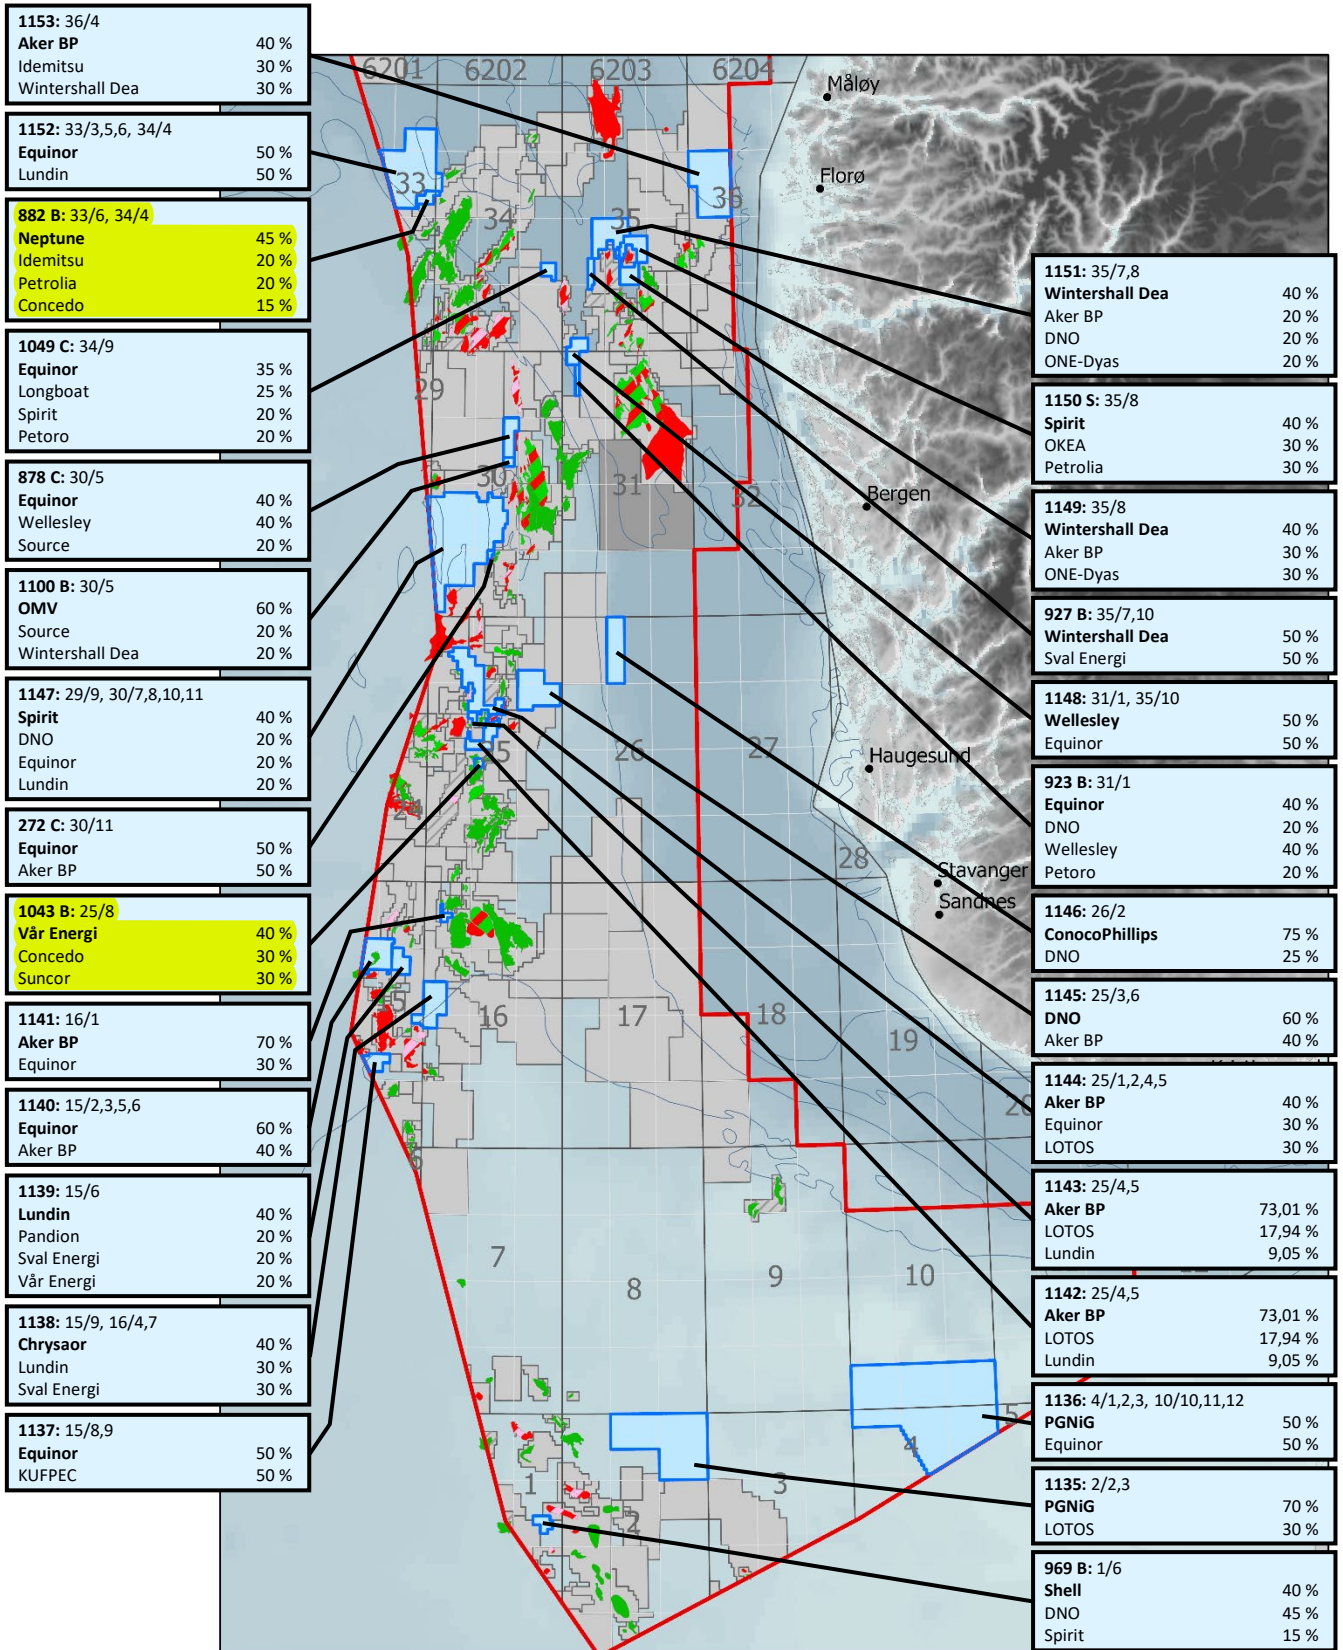 1153: 36/4
Aker BP 40 %
Idemitsu 30 %
Wintershall Dea 30 %
1152: 33/3,5,6, 34/4
Equinor 50 %
Lundin 50 %
882 B: 33/6, 34/4
Neptune 45 %
Idemitsu 20 %
Petrolia 20 %
Concedo 15 %
1049 C: 34/9
Equinor 35 %
Longboat 25 %
Spirit 20 %
Petoro 20 %
878 C: 30/5
Equinor 40 %
Wellesley 40 %
Source 20 %
1100 B: 30/5
OMV 60 %
Source 20 %
Wintershall Dea 20 %
1147: 29/9, 30/7,8,10,11
Spirit 40 %
DNO 20 %
Equinor 20 %
Lundin 20 %
272 C: 30/11
Equinor 50 %
Aker BP 50 %
1043 B: 25/8
Vår Energi 40 %
Concedo 30 %
Suncor 30 %
1141: 16/1
Aker BP 70 %
Equinor 30 %
1140: 15/2,3,5,6
Equinor 60 %
Aker BP 40 %
1139: 15/6
Lundin 40 %
Pandion 20 %
Sval Energi 20 %
Vår Energi 20 %
1138: 15/9, 16/4,7
Chrysaor 40 %
Lundin 30 %
Sval Energi 30 %
1137: 15/8,9
Equinor 50 %
KUFPEC 50 %
6201 6202 6203 6204
Måløy
Florø
33
34
35
36
29
30
31
32
Bergen
24
25
26
27
Haugesund
28
Stavanger
Sandnes
16
17
18
19
6
7
8
9
10
1
2
3
4
5
1151: 35/7,8
Wintershall Dea 40 %
Aker BP 20 %
DNO 20 %
ONE-Dyas 20 %
1150 S: 35/8
Spirit 40 %
OKEA 30 %
Petrolia 30 %
1149: 35/8
Wintershall Dea 40 %
Aker BP 30 %
ONE-Dyas 30 %
927 B: 35/7,10
Wintershall Dea 50 %
Sval Energi 50 %
1148: 31/1, 35/10
Wellesley 50 %
Equinor 50 %
923 B: 31/1
Equinor 40 %
DNO 20 %
Wellesley 40 %
Petoro 20 %
1146: 26/2
ConocoPhillips 75 %
DNO 25 %
1145: 25/3,6
DNO 60 %
Aker BP 40 %
1144: 25/1,2,4,5
Aker BP 40 %
Equinor 30 %
LOTOS 30 %
1143: 25/4,5
Aker BP 73,01 %
LOTOS 17,94 %
Lundin 9,05 %
1142: 25/4,5
Aker BP 73,01 %
LOTOS 17,94 %
Lundin 9,05 %
1136: 4/1,2,3, 10/10,11,12
PGNiG 50 %
Equinor 50 %
1135: 2/2,3
PGNiG 70 %
LOTOS 30 %
969 B: 1/6
Shell 40 %
DNO 45 %
Spirit 15 %